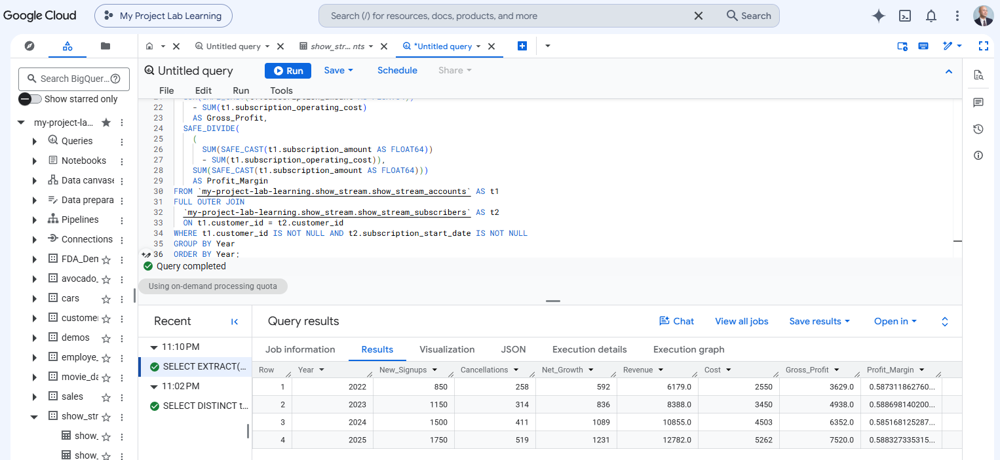 Google Cloud
My Project Lab Learning
Search (/) for resources, docs, products, and more
Search
Untitled query
show_str... nts
*Untitled query
Search BigQuer...
Show starred only
my-project-la...
Queries
Notebooks
Data canvase
Data prepara
Pipelines
Connections
FDA_Den
avocado_
cars
custome
demos
employe_
movie_da
sales
show_str
show_
show_
Untitled query
Run
Save
Schedule
Share
File Edit Run Tools
22 - SUM(t1.subscription_operating_cost)
23 AS Gross_Profit,
24 SAFE_DIVIDE(
25 (
26 SUM(SAFE_CAST(t1.subscription_amount AS FLOAT64))
27 - SUM(t1.subscription_operating_cost)),
28 SUM(SAFE_CAST(t1.subscription_amount AS FLOAT64)))
29 AS Profit_Margin
30 FROM `my-project-lab-learning.show_stream.show_stream_accounts` AS t1
31 FULL OUTER JOIN
32 `my-project-lab-learning.show_stream.show_stream_subscribers` AS t2
33 ON t1.customer_id = t2.customer_id
34 WHERE t1.customer_id IS NOT NULL AND t2.subscription_start_date IS NOT NULL
35 GROUP BY Year
36 ORDER BY Year;
Query completed
Using on-demand processing quota
Recent
11:10 PM
SELECT EXTRACT(...
11:02 PM
SELECT DISTINCT t...
Query results
Chat
View all jobs
Save results
Open in
Job information Results Visualization JSON Execution details Execution graph
Row Year New_Signups Cancellations Net_Growth Revenue Cost Gross_Profit Profit_Margin
1 2022 850 258 592 6179.0 2550 3629.0 0.587311862760...
2 2023 1150 314 836 8388.0 3450 4938.0 0.588698140200...
3 2024 1500 411 1089 10855.0 4503 6352.0 0.585168125287...
4 2025 1750 519 1231 12782.0 5262 7520.0 0.588327335315...